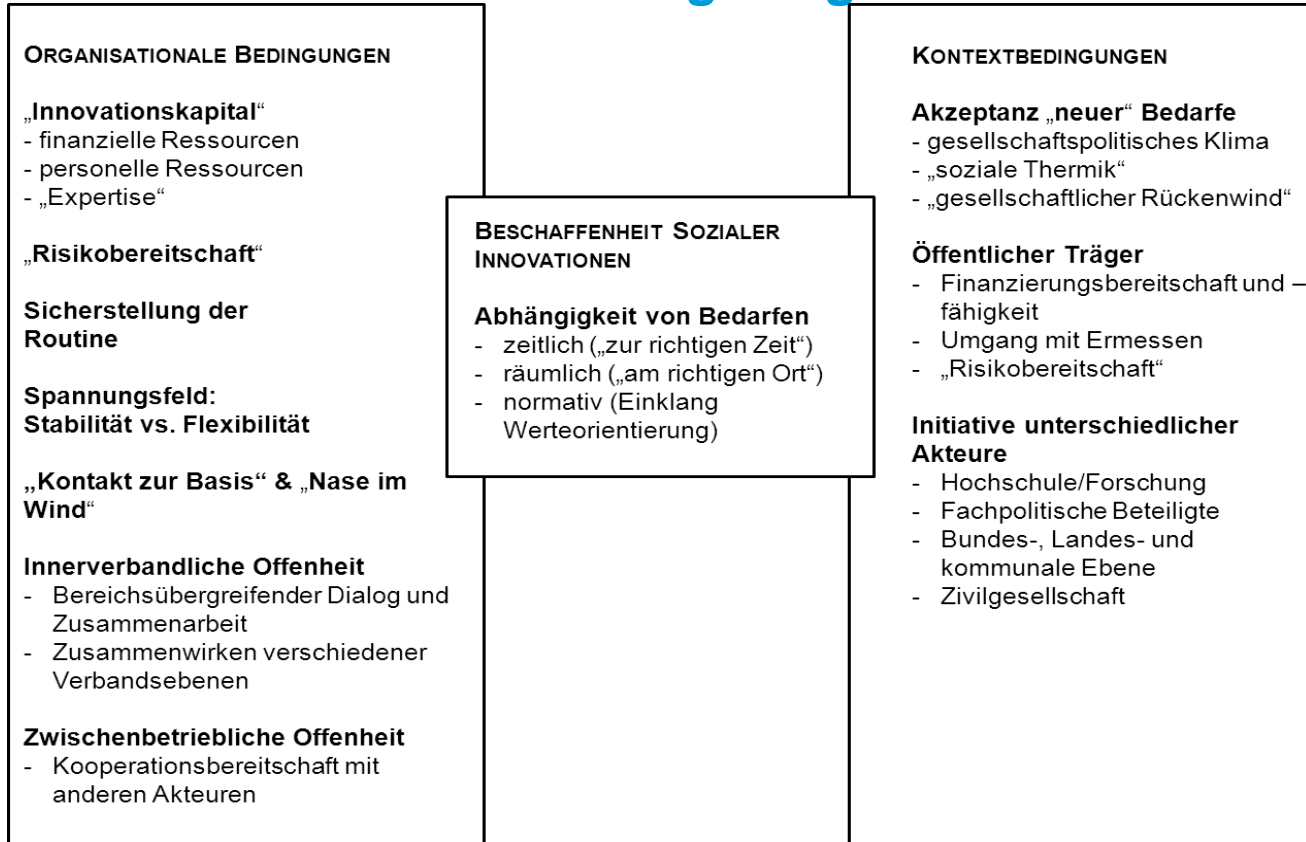 ORGANISATIONALE BEDINGUNGEN
„Innovationskapital“
- finanzielle Ressourcen
- personelle Ressourcen
- „Expertise“
„Risikobereitschaft“
Sicherstellung der
Routine
Spannungsfeld:
Stabilität vs. Flexibilität
„Kontakt zur Basis“ & „Nase im
Wind“
Innerverbandliche Offenheit
- Bereichsübergreifender Dialog und
Zusammenarbeit
- Zusammenwirken verschiedener
Verbandsebenen
Zwischenbetriebliche Offenheit
- Kooperationsbereitschaft mit
anderen Akteuren
BESCHAFFENHEIT SOZIALER
INNOVATIONEN
Abhängigkeit von Bedarfen
- zeitlich („zur richtigen Zeit“)
- räumlich („am richtigen Ort“)
- normativ (Einklang
Werteorientierung)
KONTEXTBEDINGUNGEN
Akzeptanz „neuer“ Bedarfe
- gesellschaftspolitisches Klima
- „soziale Thermik“
- „gesellschaftlicher Rückenwind“
Öffentlicher Träger
- Finanzierungsbereitschaft und –
fähigkeit
- Umgang mit Ermessen
- „Risikobereitschaft“
Initiative unterschiedlicher
Akteure
- Hochschule/Forschung
- Fachpolitische Beteiligte
- Bundes-, Landes- und
kommunale Ebene
- Zivilgesellschaft